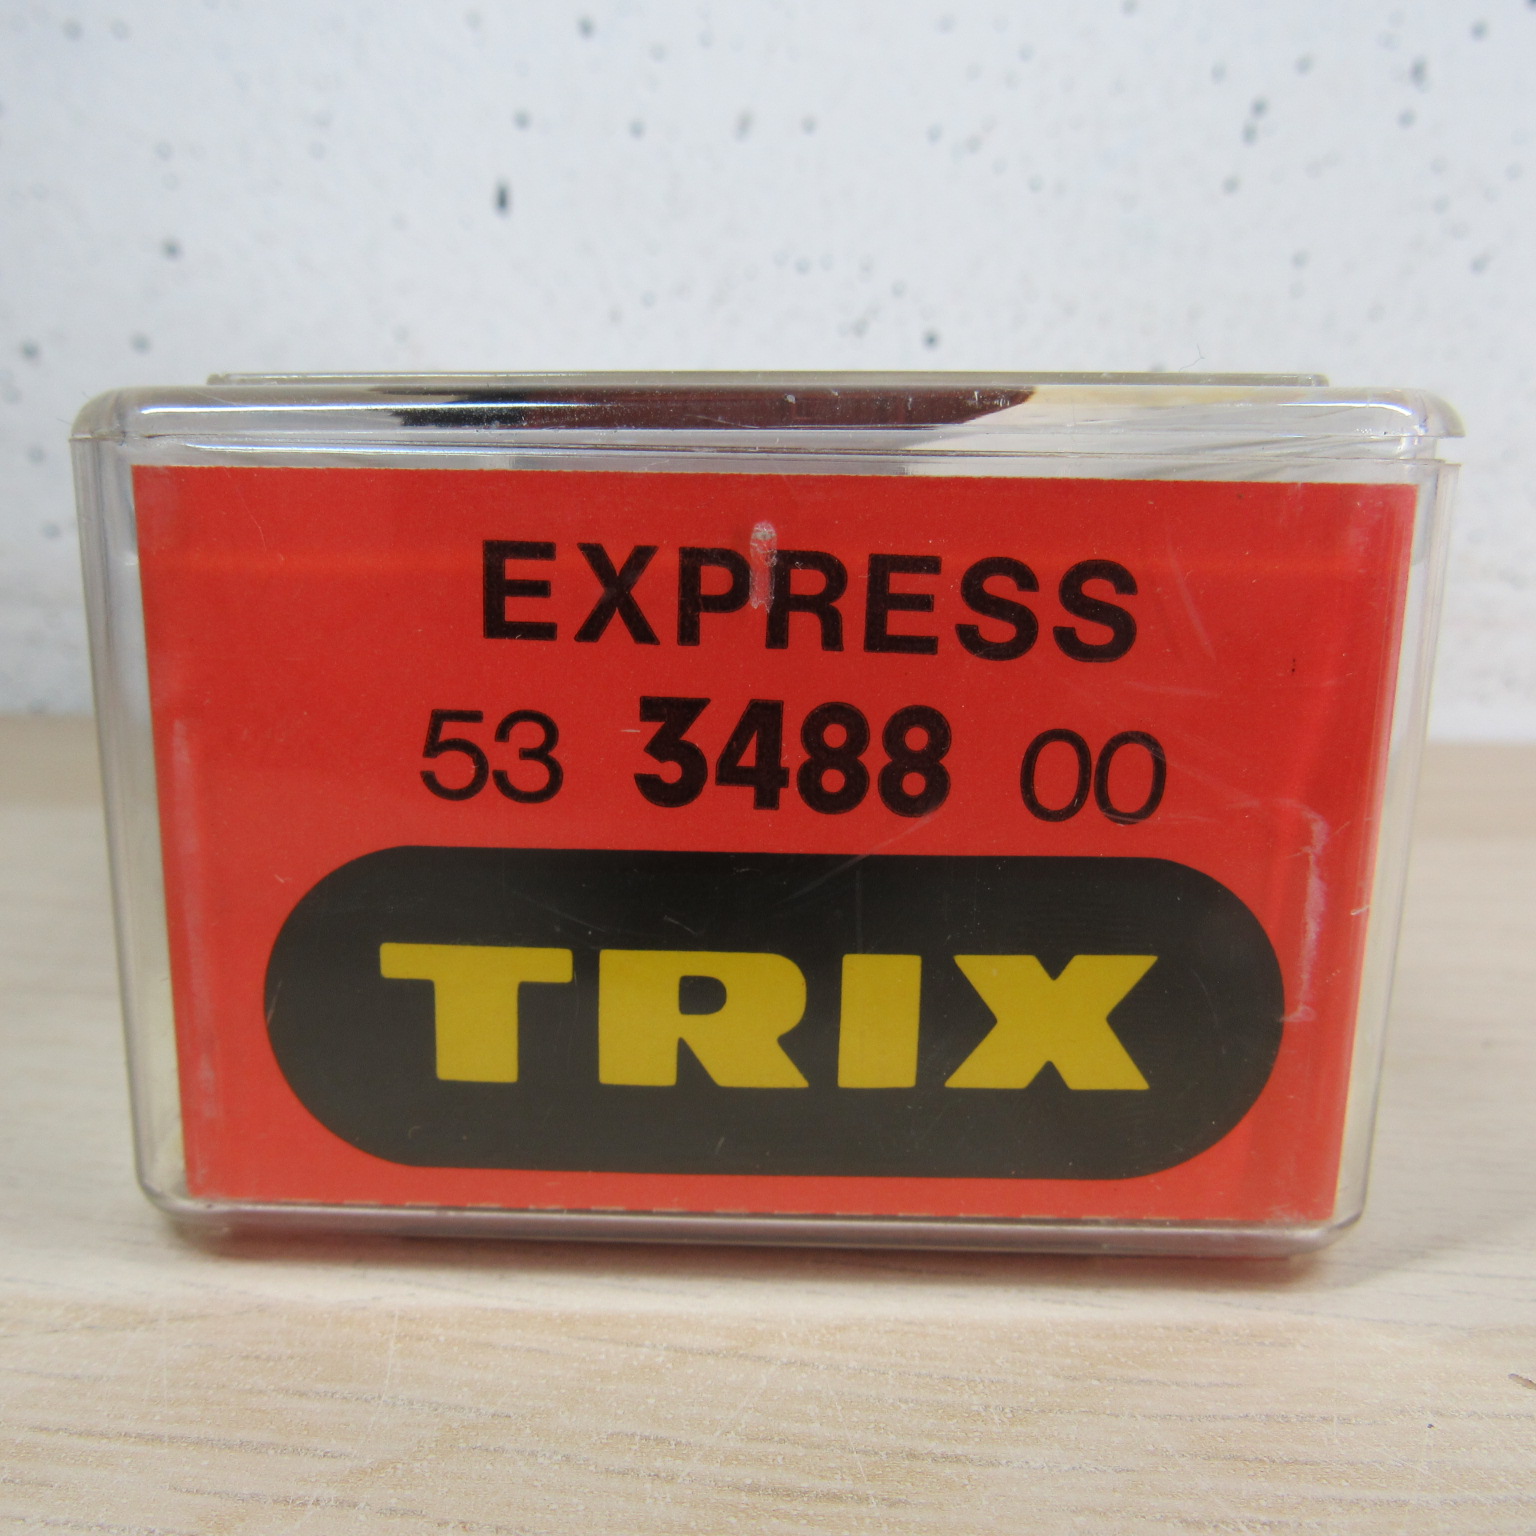 EXPRESS
53 3488 00
TRIX